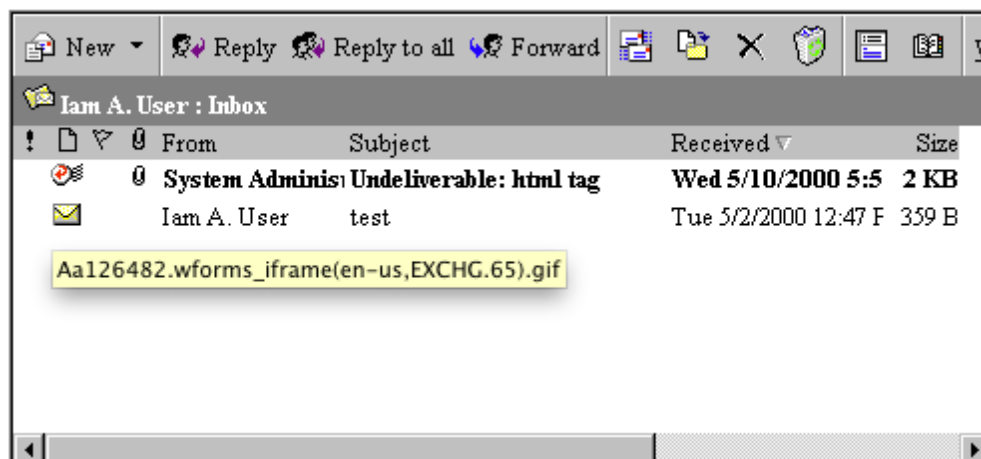 New Reply Reply to all Forward
Iam A. User : Inbox
! From Subject Received Size
System Adminis Undeliverable: html tag Wed 5/10/2000 5:5 2 KB
Iam A. User test Tue 5/2/2000 12:47 P 359 B
Aa126482.wforms_iframe(en-us,EXCHG.65).gif